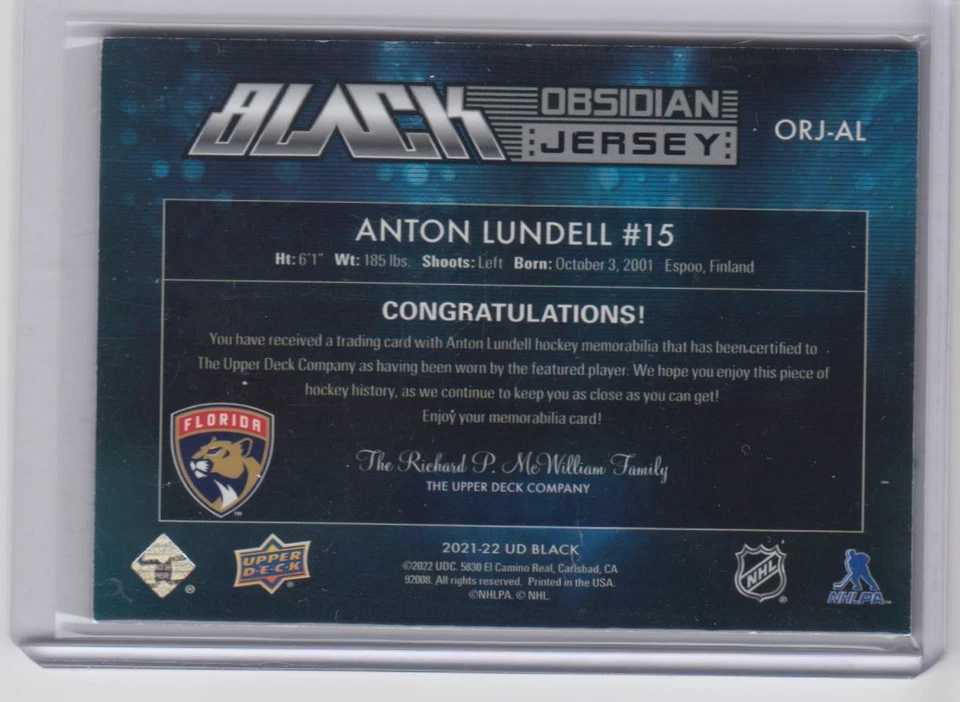 BLACK OBSIDIAN JERSEY
ORJ-AL
ANTON LUNDELL #15
Ht: 6'1" Wt: 185 lbs. Shoots: Left Born: October 3, 2001 Espoo, Finland
CONGRATULATIONS!
You have received a trading card with Anton Lundell hockey memorabilia that has been certified to
The Upper Deck Company as having been worn by the featured player. We hope you enjoy this piece of
hockey history, as we continue to keep you as close as you can get!
Enjoy your memorabilia card!
FLORIDA
The Richard P. McWilliam Family
THE UPPER DECK COMPANY
UPPER
D·E·C·K
2021-22 UD BLACK
©2022 UDC. 5830 El Camino Real, Carlsbad, CA
92008. All rights reserved. Printed in the USA.
©NHLPA. © NHL.
NHL
NHLPA